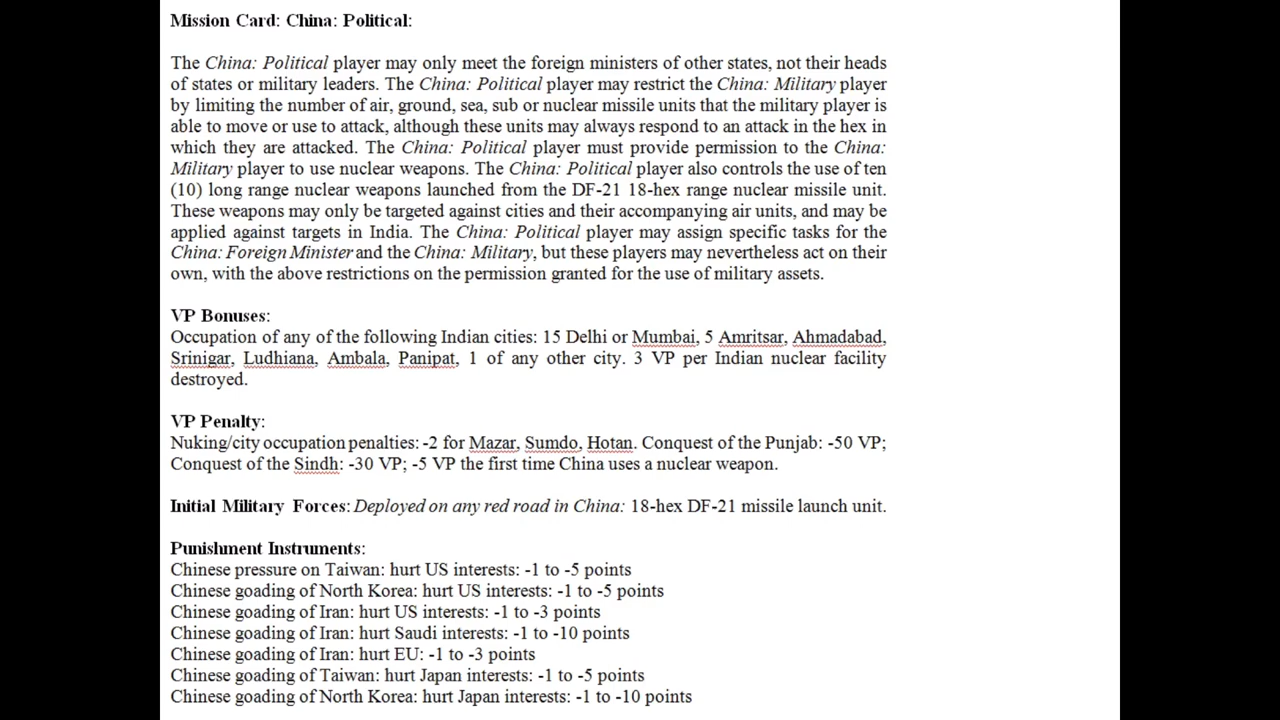 Mission Card: China: Political:
The China: Political player may only meet the foreign ministers of other states, not their heads
of states or military leaders. The China: Political player may restrict the China: Military player
by limiting the number of air, ground, sea, sub or nuclear missile units that the military player is
able to move or use to attack, although these units may always respond to an attack in the hex in
which they are attacked. The China: Political player must provide permission to the China:
Military player to use nuclear weapons. The China: Political player also controls the use of ten
(10) long range nuclear weapons launched from the DF-21 18-hex range nuclear missile unit.
These weapons may only be targeted against cities and their accompanying air units, and may be
applied against targets in India. The China: Political player may assign specific tasks for the
China: Foreign Minister and the China: Military, but these players may nevertheless act on their
own, with the above restrictions on the permission granted for the use of military assets.
VP Bonuses:
Occupation of any of the following Indian cities: 15 Delhi or Mumbai, 5 Amritsar, Ahmadabad,
Srinigar, Ludhiana, Ambala, Panipat, 1 of any other city. 3 VP per Indian nuclear facility
destroyed.
VP Penalty:
Nuking/city occupation penalties: -2 for Mazar, Sumdo, Hotan. Conquest of the Punjab: -50 VP;
Conquest of the Sindh: -30 VP; -5 VP the first time China uses a nuclear weapon.
Initial Military Forces: Deployed on any red road in China: 18-hex DF-21 missile launch unit.
Punishment Instruments:
Chinese pressure on Taiwan: hurt US interests: -1 to -5 points
Chinese goading of North Korea: hurt US interests: -1 to -5 points
Chinese goading of Iran: hurt US interests: -1 to -3 points
Chinese goading of Iran: hurt Saudi interests: -1 to -10 points
Chinese goading of Iran: hurt EU: -1 to -3 points
Chinese goading of Taiwan: hurt Japan interests: -1 to -5 points
Chinese goading of North Korea: hurt Japan interests: -1 to -10 points